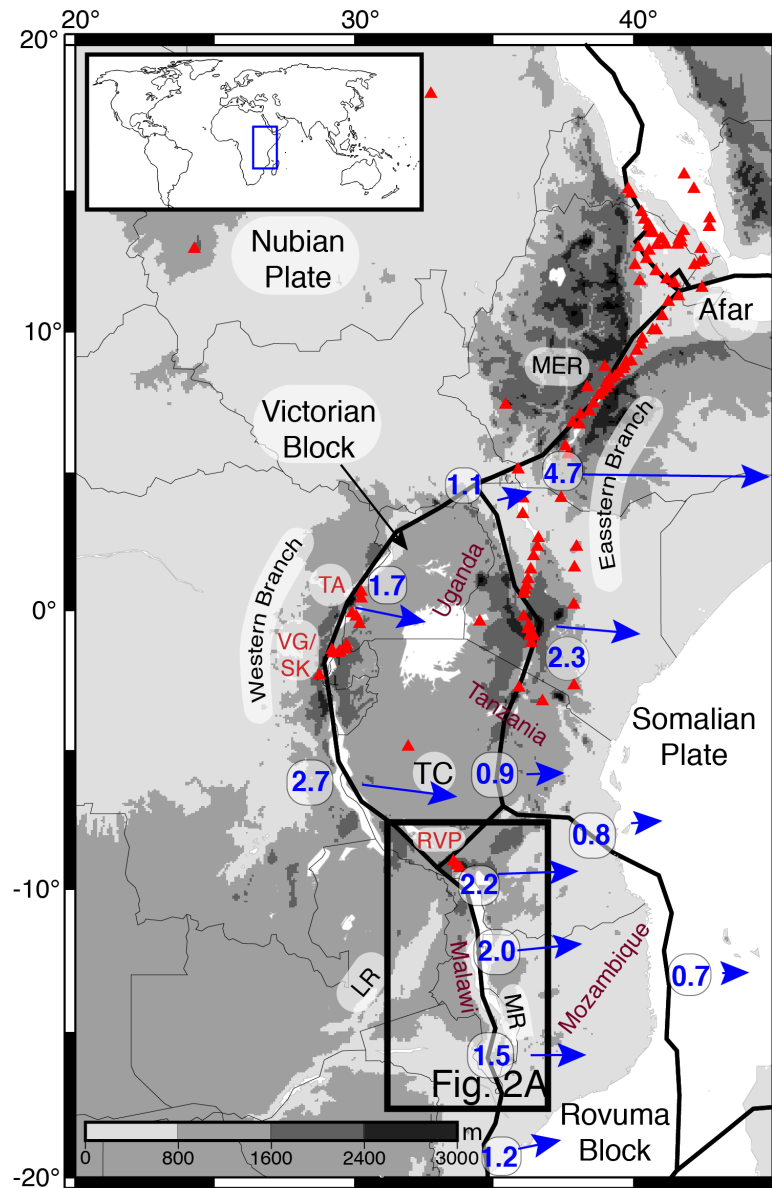 20°
30°
40°
20°
Nubian
Plate
Afar
10°
MER
Victorian
Block
Easstern Branch
4.7
1.1
Western Branch
Uganda
TA
1.7
0°
VG/
SK
2.3
Tanzania
Somalian
Plate
TC
2.7
0.9
0.8
RVP
-10°
2.2
2.0
Malawi
Mozambique
LR
MR
0.7
1.5
Fig. 2A
Rovuma
Block
m
0
800
1600
2400
3000
1.2
-20°